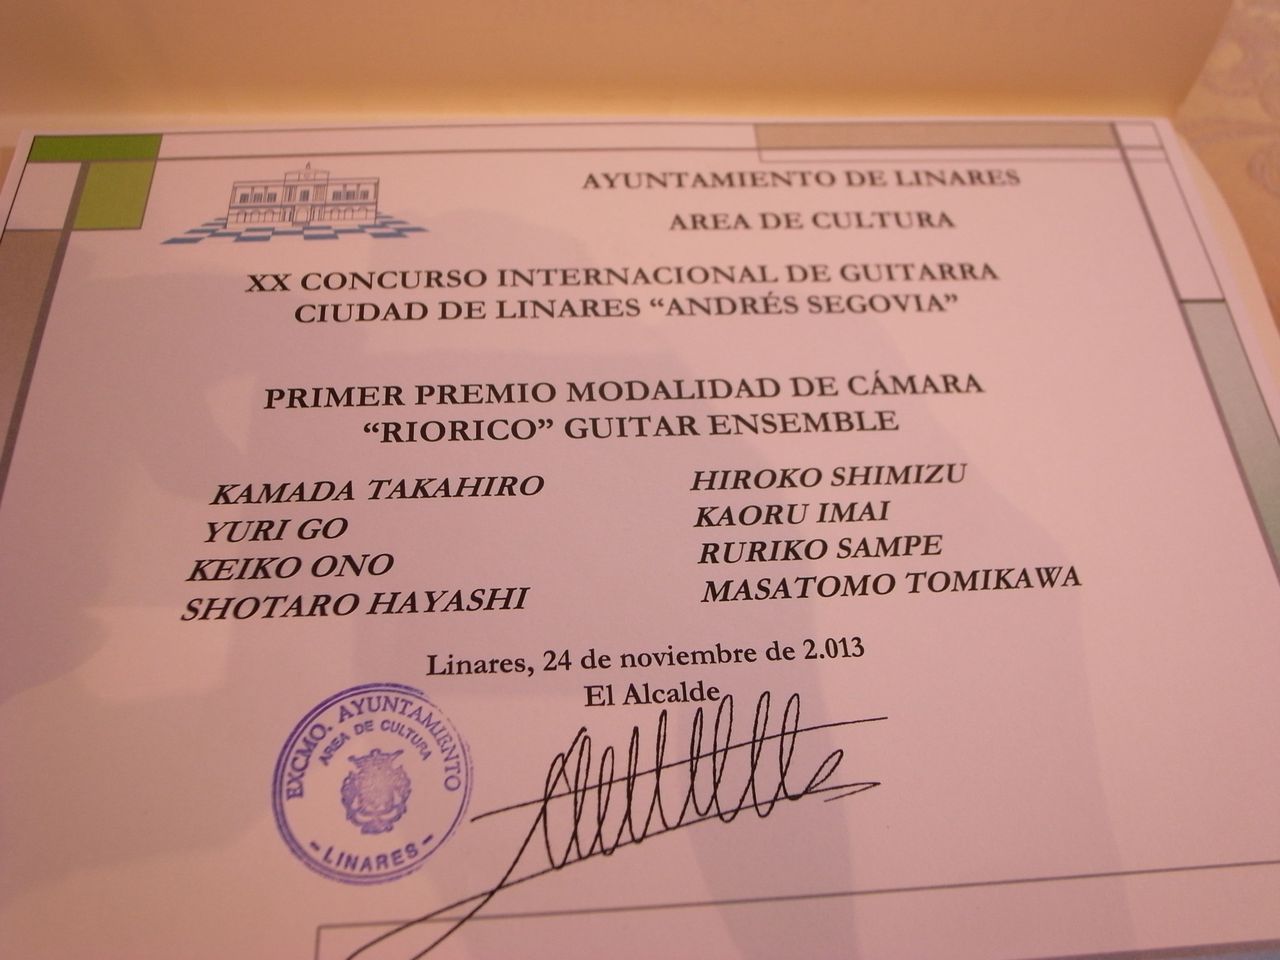 AYUNTAMIENTO DE LINARES
AREA DE CULTURA
XX CONCURSO INTERNACIONAL DE GUITARRA
CIUDAD DE LINARES “ANDRÉS SEGOVIA”
PRIMER PREMIO MODALIDAD DE CÁMARA
“RIORICO” GUITAR ENSEMBLE
KAMADA TAKAHIRO
YURI GO
KEIKO ONO
SHOTARO HAYASHI
HIROKO SHIMIZU
KAORU IMAI
RURIKO SAMPE
MASATOMO TOMIKAWA
Linares, 24 de noviembre de 2.013
El Alcalde
EXCMO. AYUNTAMIENTO
AREA DE CULTURA
- LINARES -